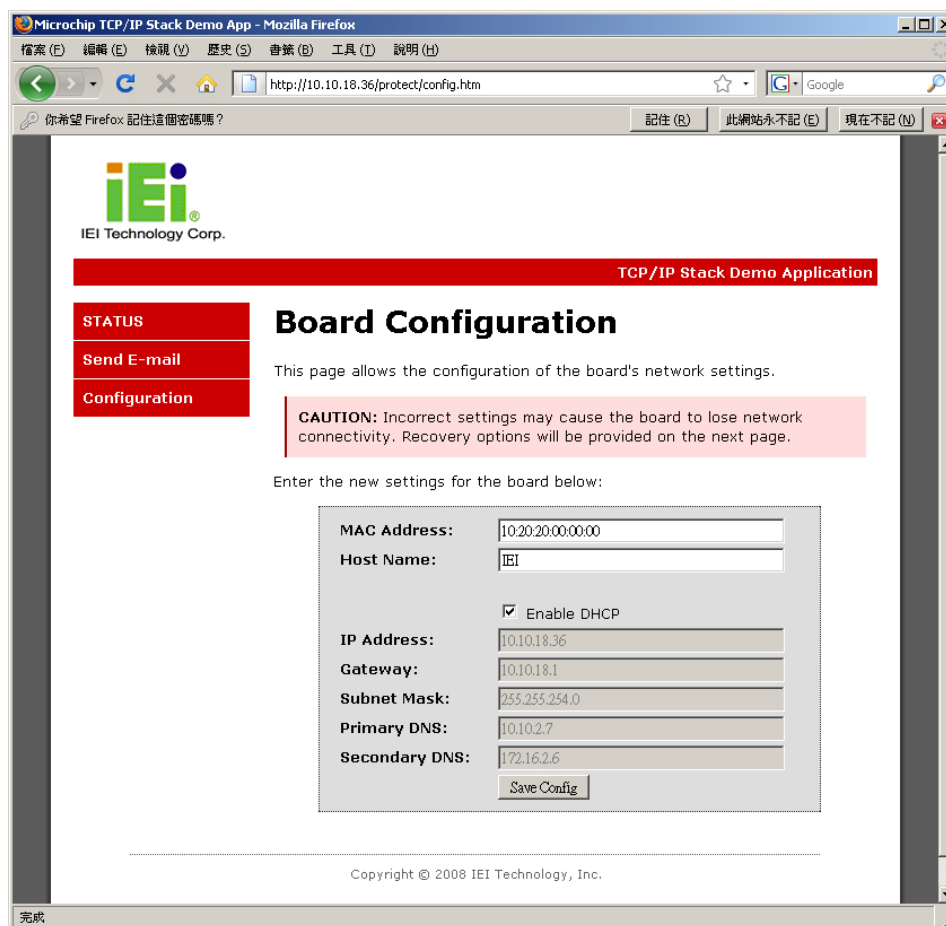 Microchip TCP/IP Stack Demo App - Mozilla Firefox
檔案(F) 編輯(E) 檢視(V) 歷史(S) 書籤(B) 工具(T) 說明(H)
http://10.10.18.36/protect/config.htm
G Google
你希望 Firefox 記住這個密碼嗎？ 記住(R) 此網站永不記(E) 現在不記(N)
iEi®
IEI Technology Corp.
TCP/IP Stack Demo Application
STATUS
Send E-mail
Configuration
Board Configuration
This page allows the configuration of the board's network settings.
CAUTION: Incorrect settings may cause the board to lose network
connectivity. Recovery options will be provided on the next page.
Enter the new settings for the board below:
MAC Address: 10:20:20:00:00:00
Host Name: IEI
Enable DHCP
IP Address: 10.10.18.36
Gateway: 10.10.18.1
Subnet Mask: 255.255.254.0
Primary DNS: 10.10.2.7
Secondary DNS: 172.16.2.6
Save Config
Copyright © 2008 IEI Technology, Inc.
完成